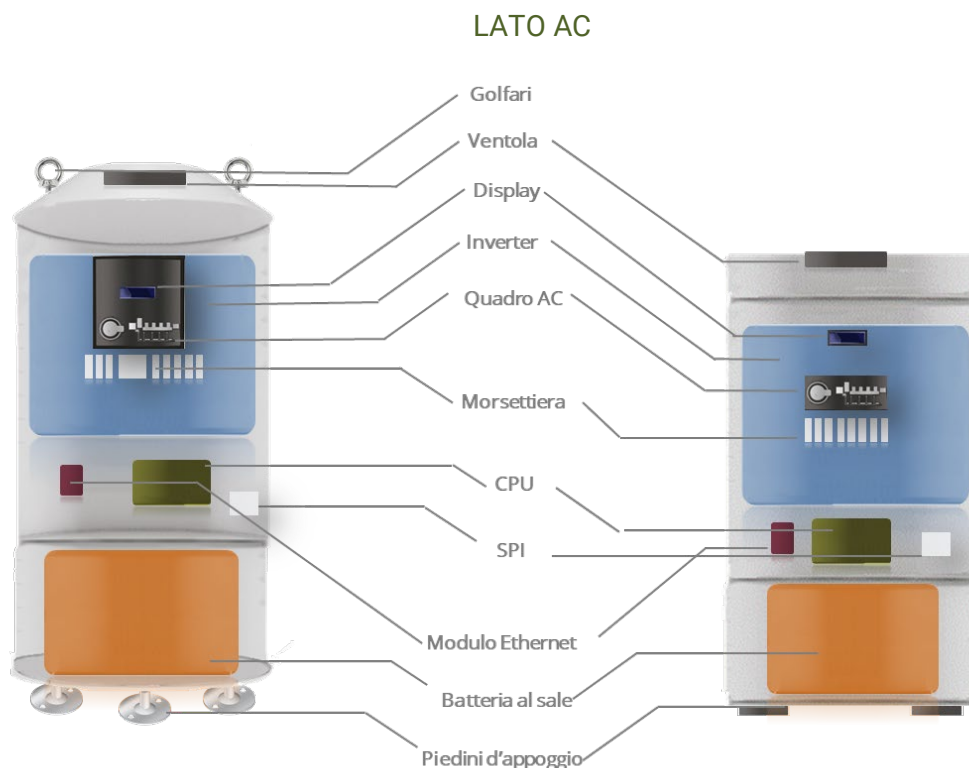 LATO AC
Golfari
Ventola
Display
Inverter
Quadro AC
Morsettiera
CPU
SPI
Modulo Ethernet
Batteria al sale
Piedini d'appoggio